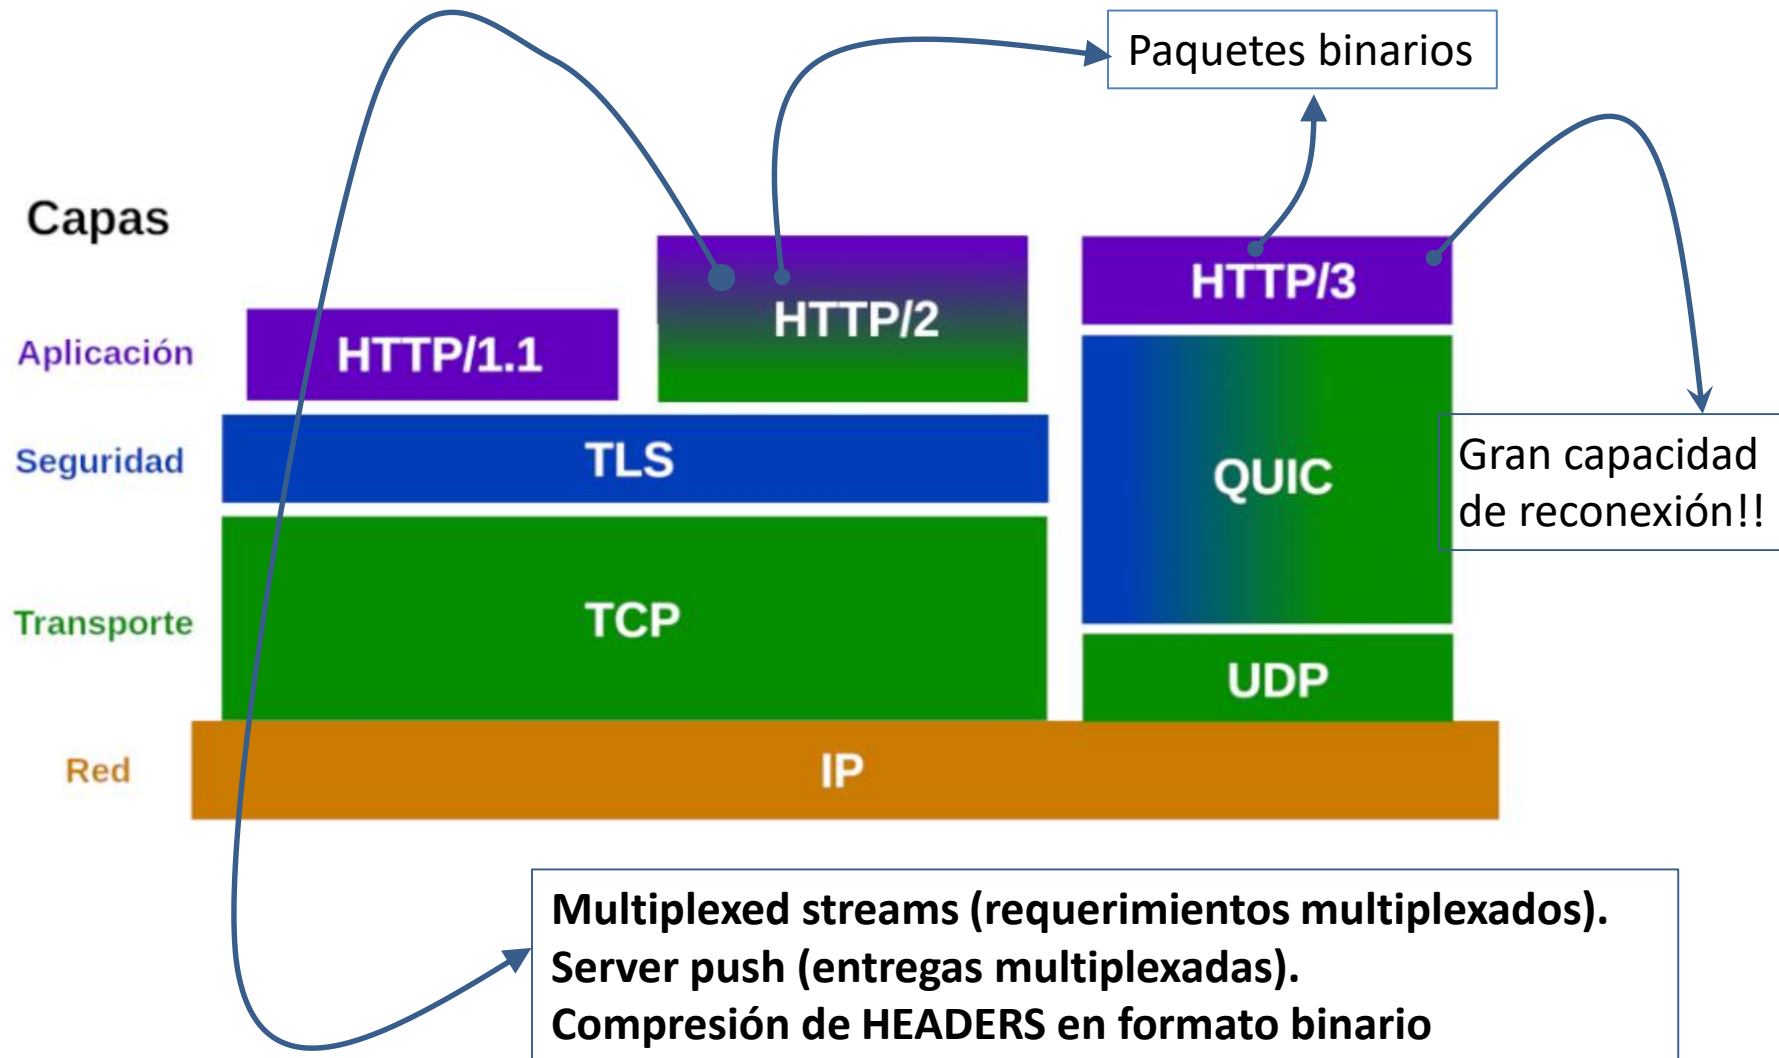 Paquetes binarios
Capas
Aplicación
HTTP/1.1
HTTP/2
HTTP/3
Seguridad
TLS
QUIC
Gran capacidad
de reconexión!!
Transporte
TCP
UDP
Red
IP
Multiplexed streams (requerimientos multiplexados).
Server push (entregas multiplexadas).
Compresión de HEADERS en formato binario